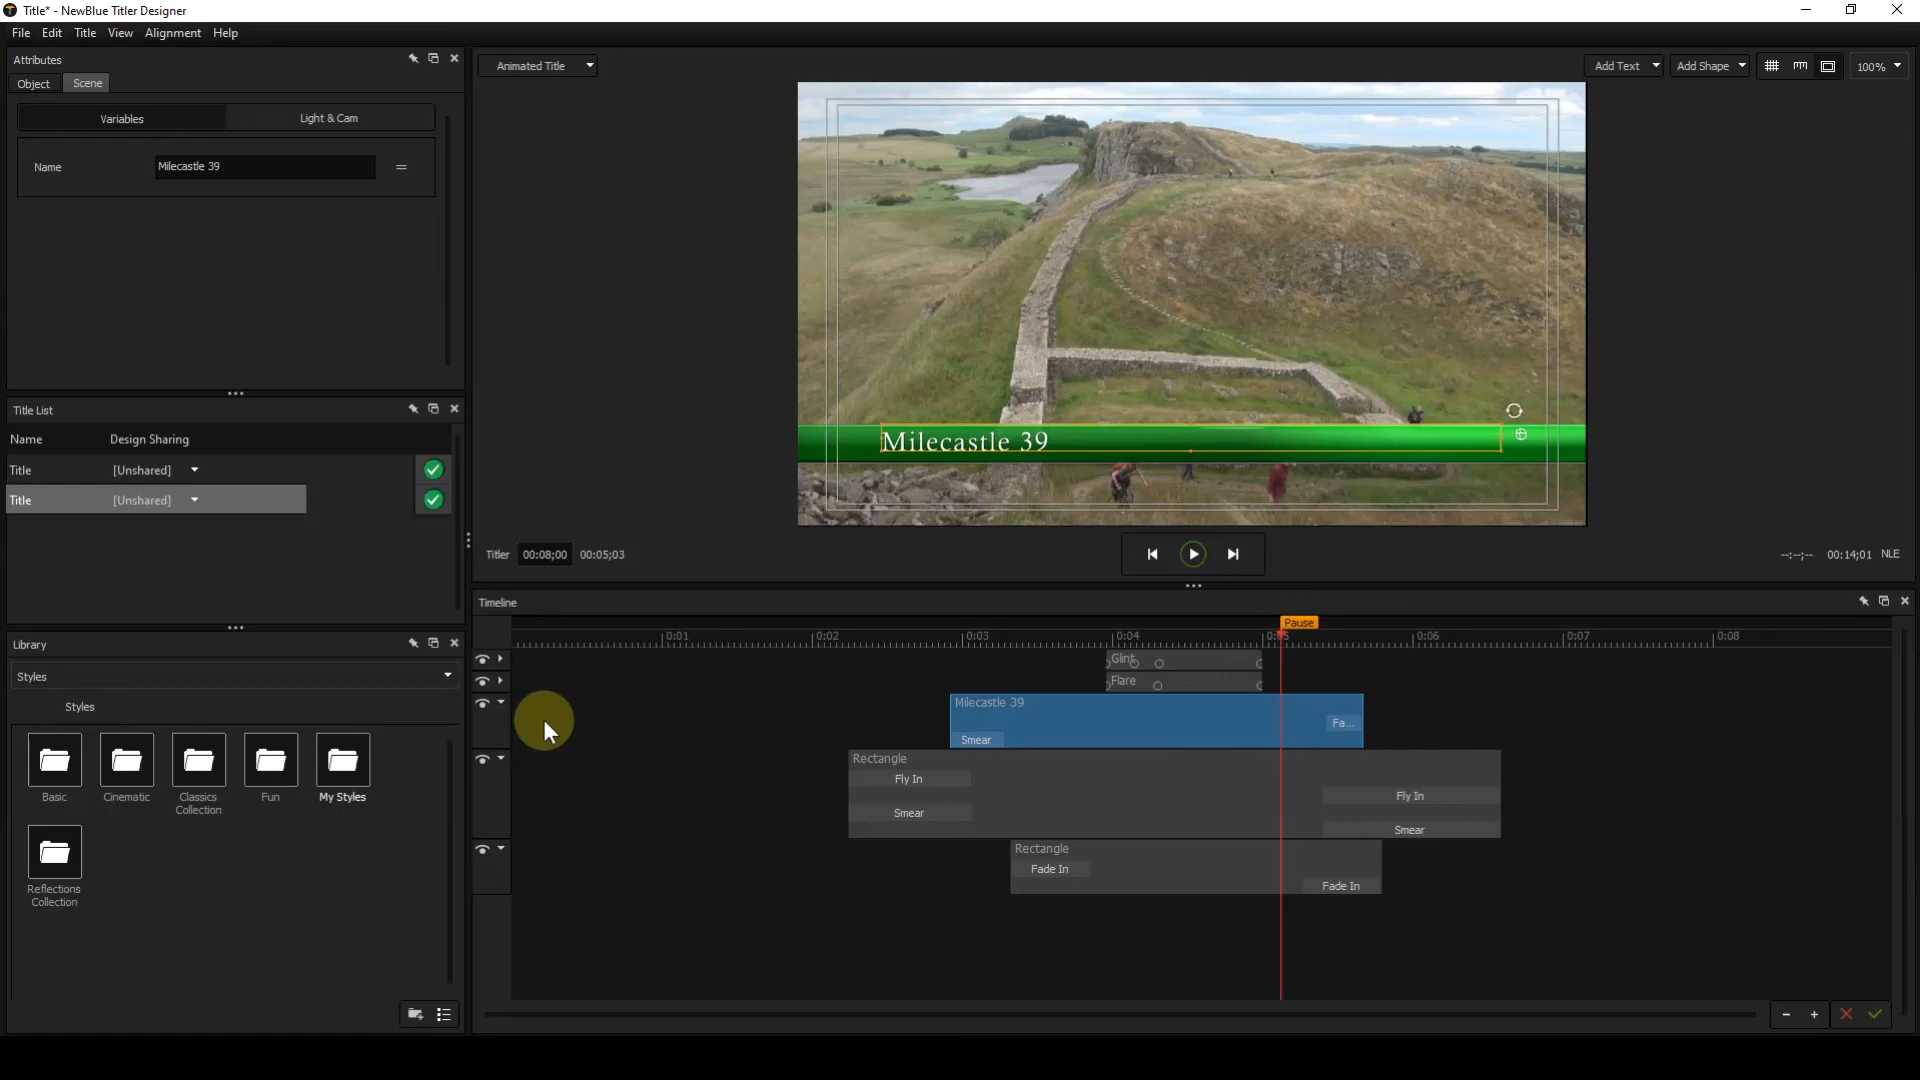 Title* - NewBlue Titler Designer
File Edit Title View Alignment Help
Attributes
Object Scene
Variables Light & Cam
Name Milecastle 39
Title List
Name Design Sharing
Title [Unshared]
Title [Unshared]
Library
Styles
Styles
Basic Cinematic Classics Collection Fun My Styles
Reflections Collection
Animated Title
Add Text Add Shape 100%
Milecastle 39
Titler 00:08;00 00:05;03
--:--;-- 00:14;01 NLE
Timeline
Pause
0:01 0:02 0:03 0:04 0:05 0:06 0:07 0:08
Glint
Flare
Milecastle 39
Fa...
Smear
Rectangle
Fly In
Fly In
Smear
Smear
Rectangle
Fade In
Fade In